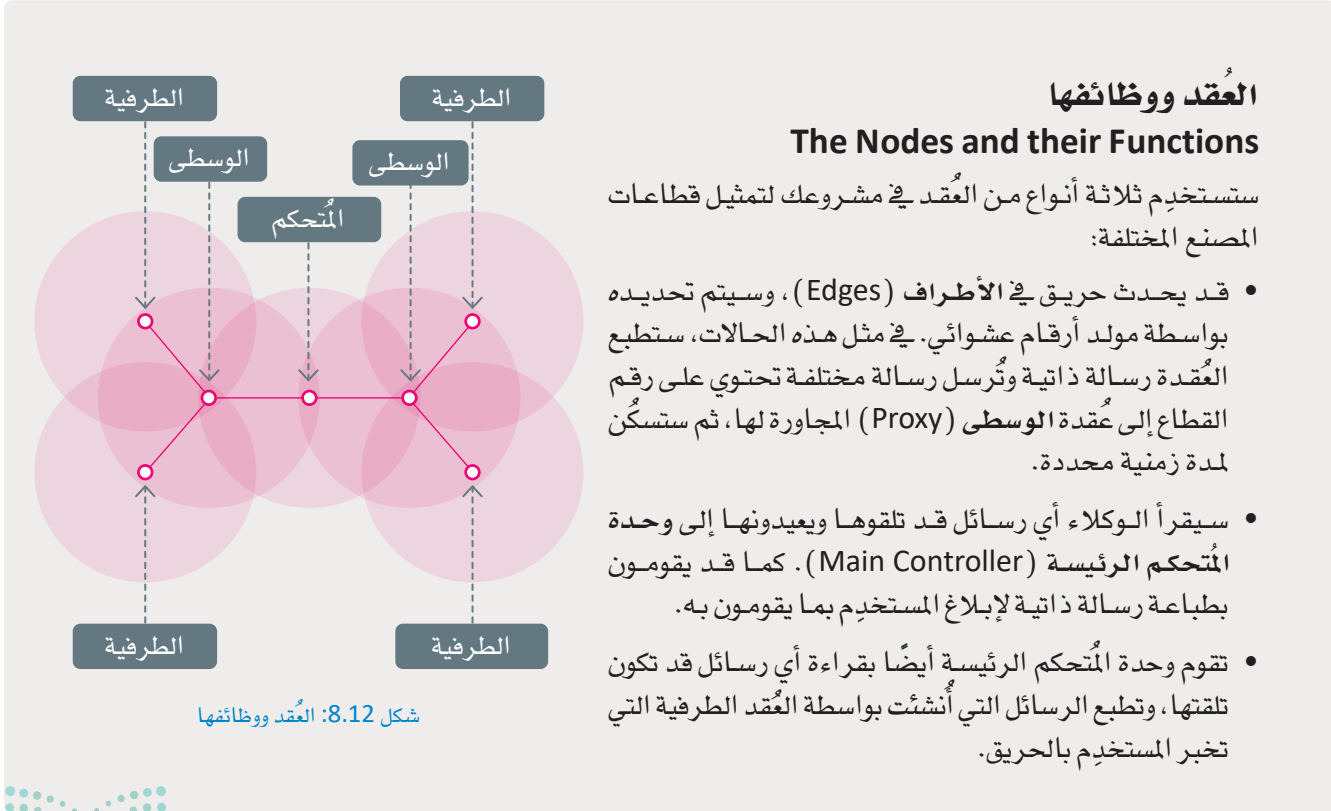 العُقد ووظائفها
The Nodes and their Functions
ستستخدِم ثلاثة أنواع من العُقد في مشروعك لتمثيل قطاعات
المصنع المختلفة:
• قد يحدث حريق في الأطراف (Edges)، وسيتم تحديده
بواسطة مولد أرقام عشوائي. في مثل هذه الحالات، ستطبع
العُقدة رسالة ذاتية وتُرسل رسالة مختلفة تحتوي على رقم
القطاع إلى عُقدة الوسطى (Proxy) المجاورة لها، ثم ستسكُن
لمدة زمنية محددة.
• سيقرأ الوكلاء أي رسائل قد تلقوها ويعيدونها إلى وحدة
المُتحكم الرئيسة (Main Controller). كما قد يقومون
بطباعة رسالة ذاتية لإبلاغ المستخدِم بما يقومون به.
• تقوم وحدة المُتحكم الرئيسة أيضًا بقراءة أي رسائل قد تكون
تلقتها، وتطبع الرسائل التي أُنشئت بواسطة العُقد الطرفية التي
تخبر المستخدِم بالحريق.
الطرفية
الطرفية
الوسطى
الوسطى
المُتحكم
الطرفية
الطرفية
شكل 8.12: العُقد ووظائفها